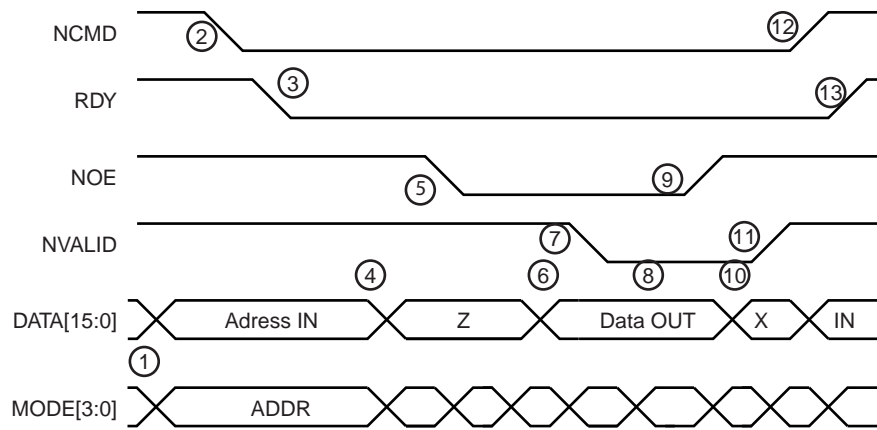 NCMD
2
12
RDY
3
13
NOE
5
9
NVALID
7
11
4
6
8
10
DATA[15:0]
Adress IN
Z
Data OUT
X
IN
1
MODE[3:0]
ADDR